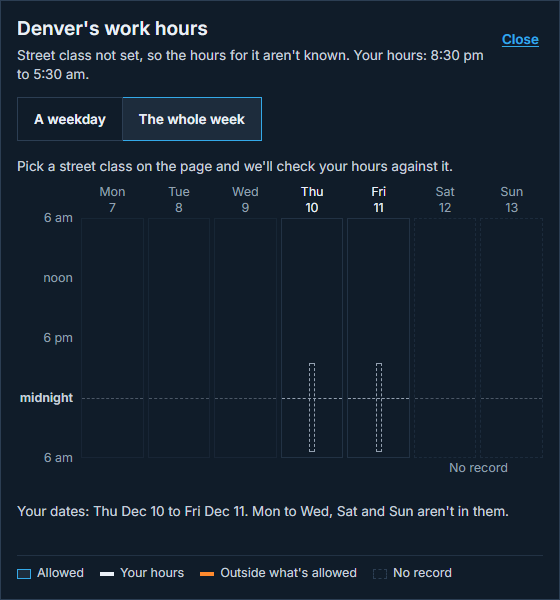 Denver's work hours
Close
Street class not set, so the hours for it aren't known. Your hours: 8:30 pm
to 5:30 am.
A weekday
The whole week
Pick a street class on the page and we'll check your hours against it.
Mon Tue Wed Thu Fri Sat Sun
7 8 9 10 11 12 13
6 am
noon
6 pm
midnight
6 am
No record
Your dates: Thu Dec 10 to Fri Dec 11. Mon to Wed, Sat and Sun aren't in them.
Allowed Your hours Outside what's allowed No record